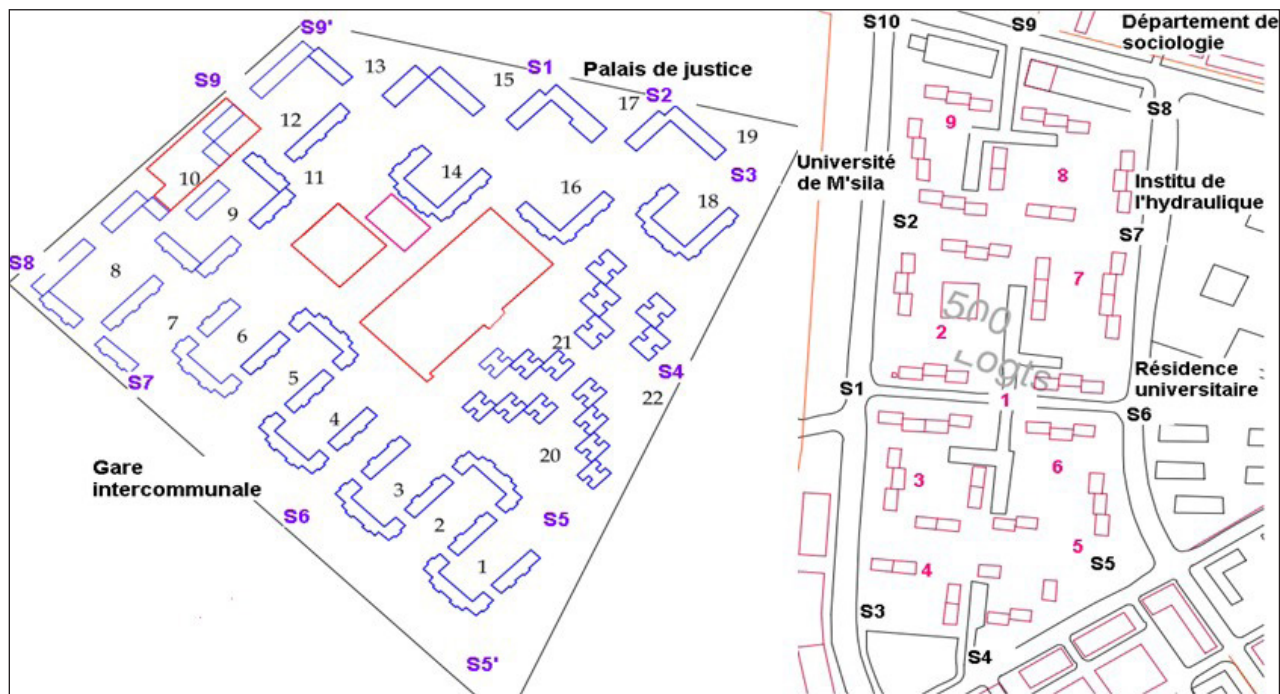 S9'
13
15
S1
Palais de justice
S9
17
S2
19
12
S3
10
11
14
16
18
9
S8
8
7
6
21
S7
5
S4
22
4
20
Gare
intercommunale
3
S6
S5
2
1
S5'
S10
S9
Département de
sociologie
S8
9
Université
de M'sila
8
Institu de
l'hydraulique
S2
S7
7
500
Logts
2
Résidence
universitaire
S1
1
S6
3
6
5
S5
4
S3
S4